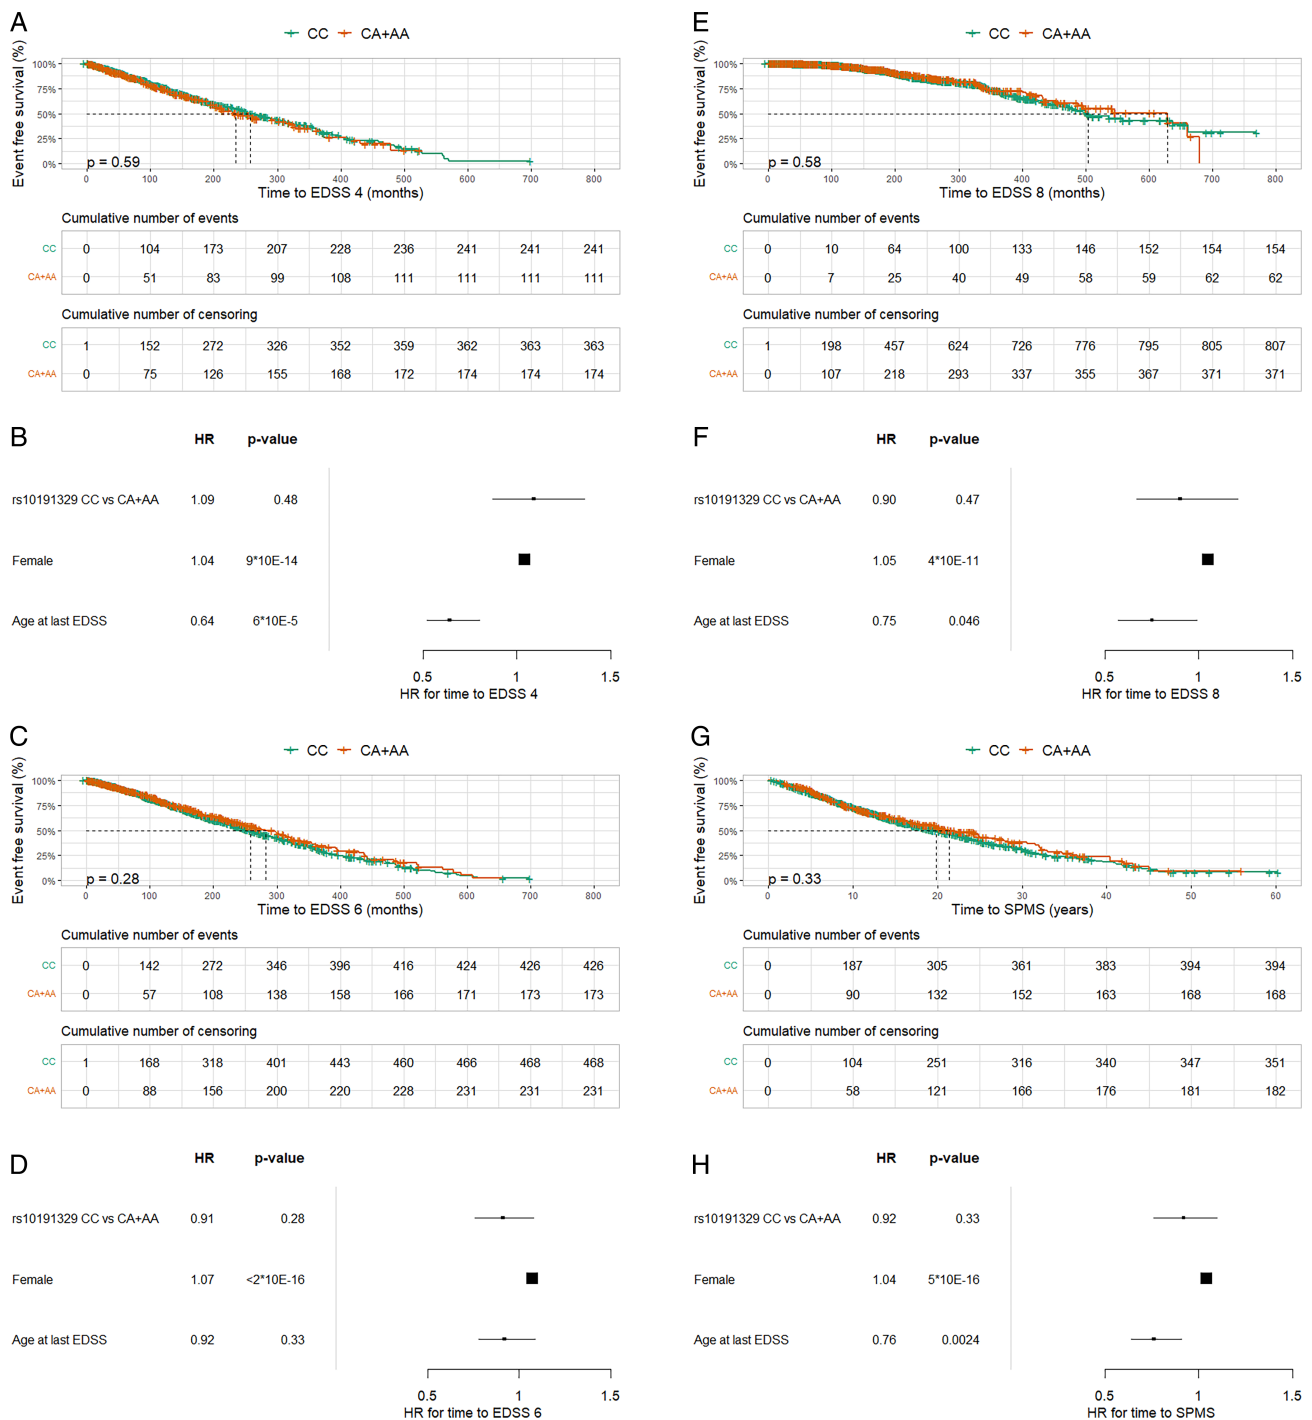 A
CC CA+AA
Event free survival (%)
100%
75%
50%
25%
0%
p = 0.59
0 100 200 300 400 500 600 700 800
Time to EDSS 4 (months)
Cumulative number of events
CC 0 104 173 207 228 236 241 241 241
CA+AA 0 51 83 99 108 111 111 111 111
Cumulative number of censoring
CC 1 152 272 326 352 359 362 363 363
CA+AA 0 75 126 155 168 172 174 174 174
B
HR p-value
rs10191329 CC vs CA+AA 1.09 0.48
Female 1.04 9*10E-14
Age at last EDSS 0.64 6*10E-5
0.5 1 1.5
HR for time to EDSS 4
C
CC CA+AA
Event free survival (%)
100%
75%
50%
25%
0%
p = 0.28
0 100 200 300 400 500 600 700 800
Time to EDSS 6 (months)
Cumulative number of events
CC 0 142 272 346 396 416 424 426 426
CA+AA 0 57 108 138 158 166 171 173 173
Cumulative number of censoring
CC 1 168 318 401 443 460 466 468 468
CA+AA 0 88 156 200 220 228 231 231 231
D
HR p-value
rs10191329 CC vs CA+AA 0.91 0.28
Female 1.07 <2*10E-16
Age at last EDSS 0.92 0.33
0.5 1 1.5
HR for time to EDSS 6
E
CC CA+AA
Event free survival (%)
100%
75%
50%
25%
0%
p = 0.58
0 100 200 300 400 500 600 700 800
Time to EDSS 8 (months)
Cumulative number of events
CC 0 10 64 100 133 146 152 154 154
CA+AA 0 7 25 40 49 58 59 62 62
Cumulative number of censoring
CC 1 198 457 624 726 776 795 805 807
CA+AA 0 107 218 293 337 355 367 371 371
F
HR p-value
rs10191329 CC vs CA+AA 0.90 0.47
Female 1.05 4*10E-11
Age at last EDSS 0.75 0.046
0.5 1 1.5
HR for time to EDSS 8
G
CC CA+AA
Event free survival (%)
100%
75%
50%
25%
0%
p = 0.33
0 10 20 30 40 50 60
Time to SPMS (years)
Cumulative number of events
CC 0 187 305 361 383 394 394
CA+AA 0 90 132 152 163 168 168
Cumulative number of censoring
CC 0 104 251 316 340 347 351
CA+AA 0 58 121 166 176 181 182
H
HR p-value
rs10191329 CC vs CA+AA 0.92 0.33
Female 1.04 5*10E-16
Age at last EDSS 0.76 0.0024
0.5 1 1.5
HR for time to SPMS